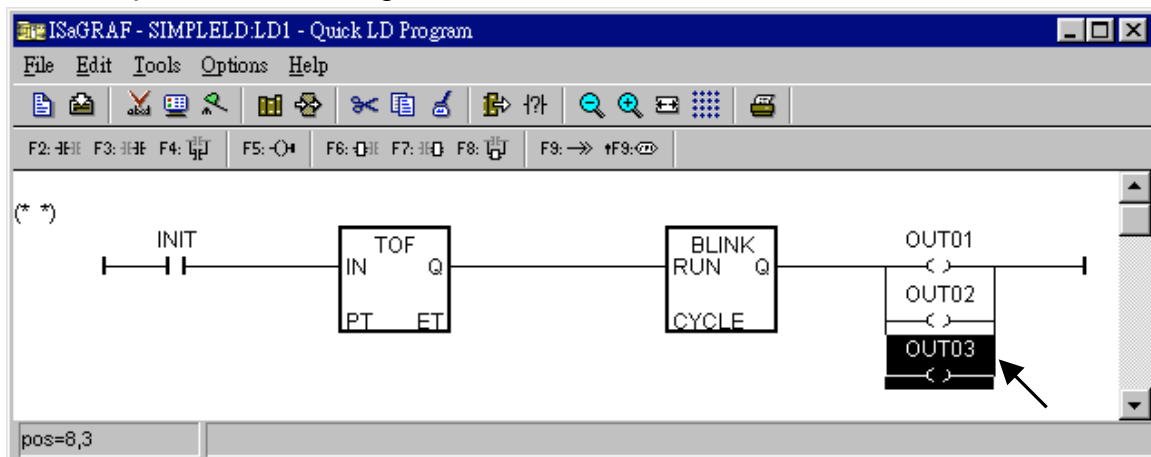 ISaGRAF - SIMPLELD:LD1 - Quick LD Program
File Edit Tools Options Help
abcd
F2: F3: F4: F5: F6: F7: F8: F9: F9:
(* *)
INIT TOF BLINK OUT01
IN Q RUN Q
OUT02
PT ET CYCLE
OUT03
pos=8,3